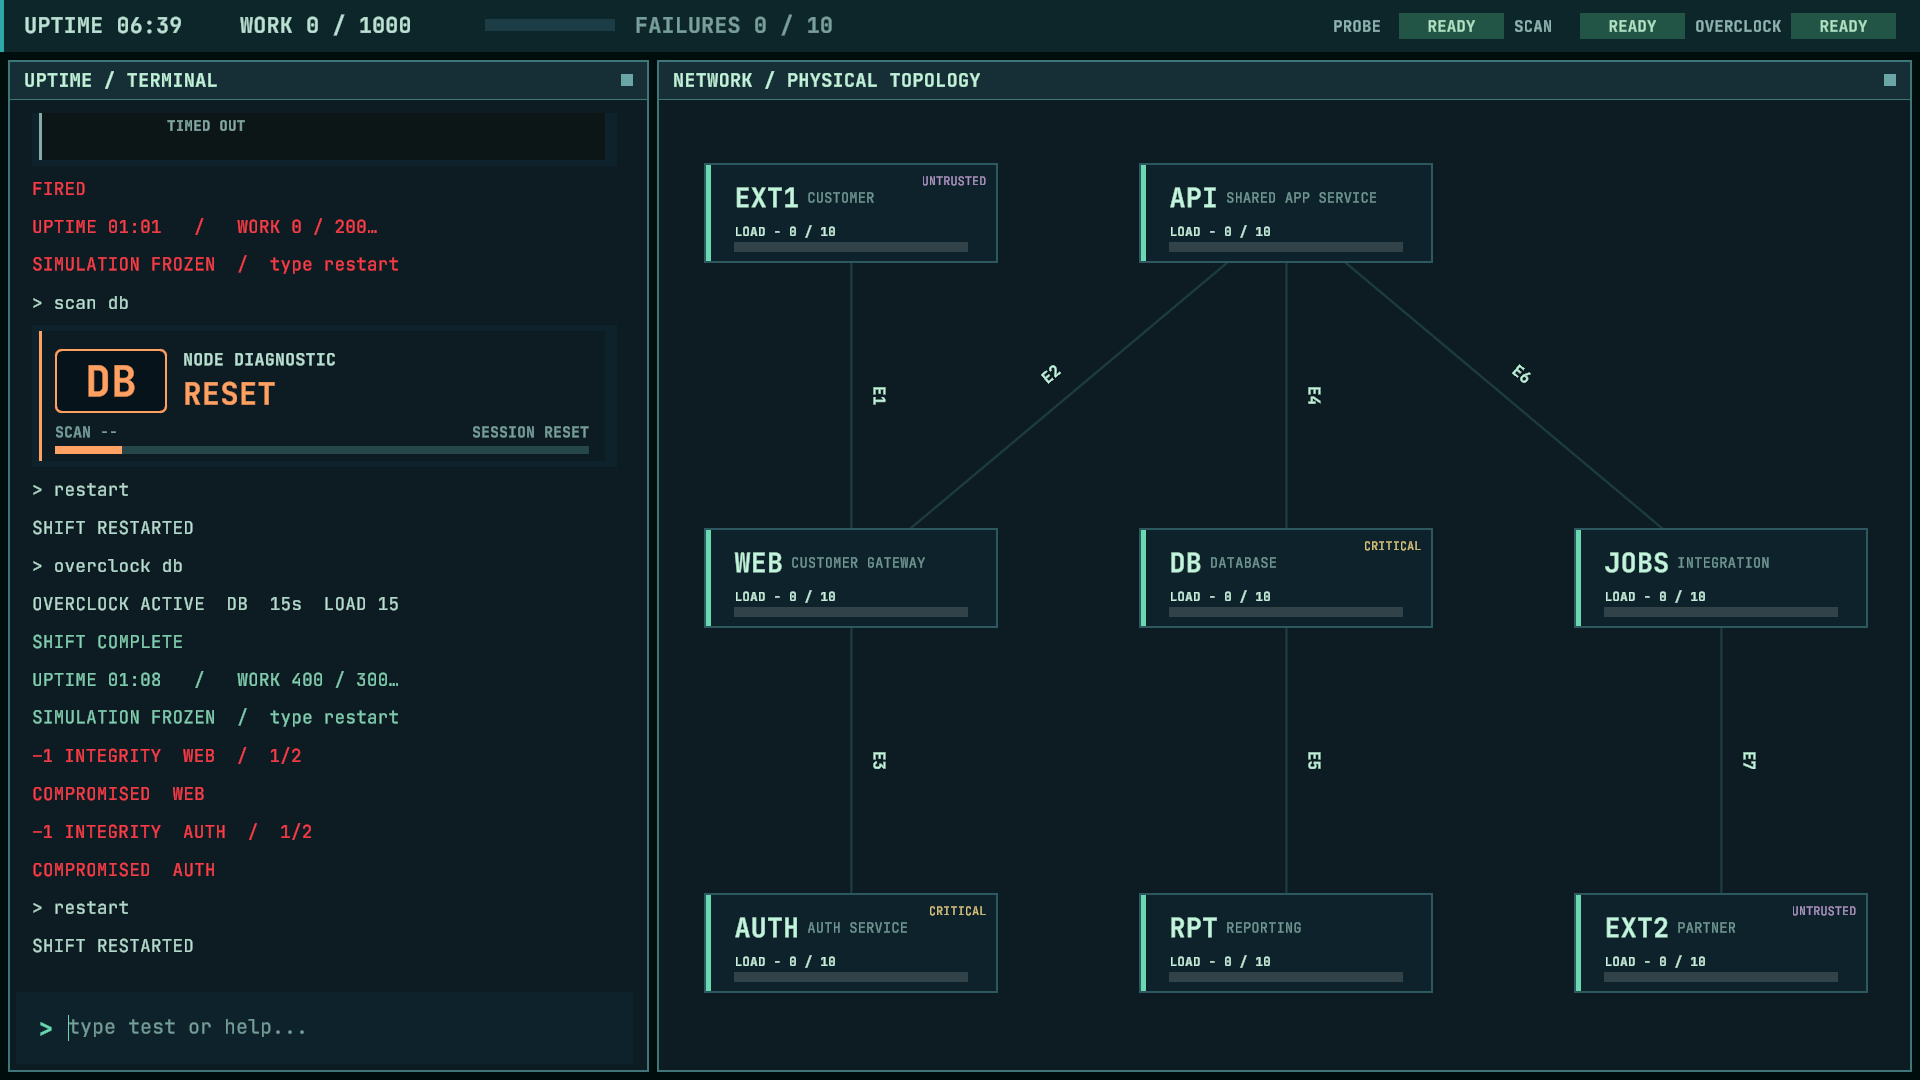 UPTIME 06:39 WORK 0 / 1000 FAILURES 0 / 10 PROBE READY SCAN READY OVERCLOCK READY
UPTIME / TERMINAL
TIMED OUT
FIRED
UPTIME 01:01 / WORK 0 / 200…
SIMULATION FROZEN / type restart
> scan db
DB
NODE DIAGNOSTIC
RESET
SCAN -- SESSION RESET
> restart
SHIFT RESTARTED
> overclock db
OVERCLOCK ACTIVE DB 15s LOAD 15
SHIFT COMPLETE
UPTIME 01:08 / WORK 400 / 300…
SIMULATION FROZEN / type restart
−1 INTEGRITY WEB / 1/2
COMPROMISED WEB
−1 INTEGRITY AUTH / 1/2
COMPROMISED AUTH
> restart
SHIFT RESTARTED
> type test or help...
NETWORK / PHYSICAL TOPOLOGY
UNTRUSTED
EXT1 CUSTOMER
LOAD - 0 / 10
API SHARED APP SERVICE
LOAD - 0 / 10
E1
E2
E4
E6
WEB CUSTOMER GATEWAY
LOAD - 0 / 10
CRITICAL
DB DATABASE
LOAD - 0 / 10
JOBS INTEGRATION
LOAD - 0 / 10
E3
E5
E7
CRITICAL
AUTH AUTH SERVICE
LOAD - 0 / 10
RPT REPORTING
LOAD - 0 / 10
UNTRUSTED
EXT2 PARTNER
LOAD - 0 / 10